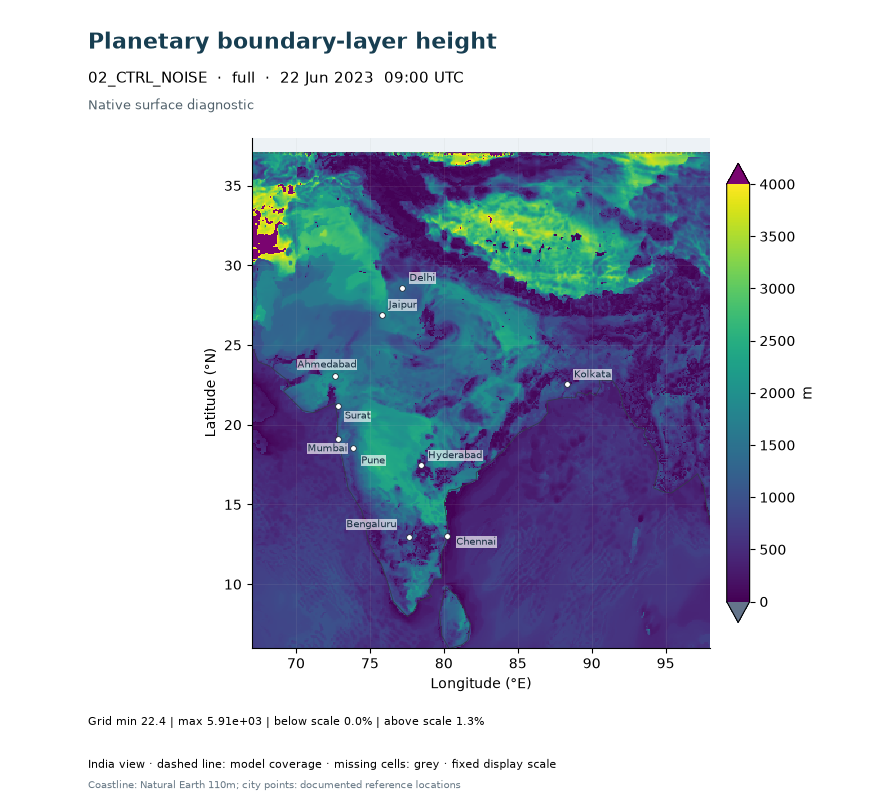 Planetary boundary-layer height
02_CTRL_NOISE · full · 22 Jun 2023 09:00 UTC
Native surface diagnostic
35
30
25
20
15
10
Latitude (°N)
Delhi
Jaipur
Ahmedabad
Kolkata
Surat
Mumbai
Pune
Hyderabad
Bengaluru
Chennai
70
75
80
85
90
95
Longitude (°E)
4000
3500
3000
2500
2000
1500
1000
500
0
m
Grid min 22.4 | max 5.91e+03 | below scale 0.0% | above scale 1.3%
India view · dashed line: model coverage · missing cells: grey · fixed display scale
Coastline: Natural Earth 110m; city points: documented reference locations